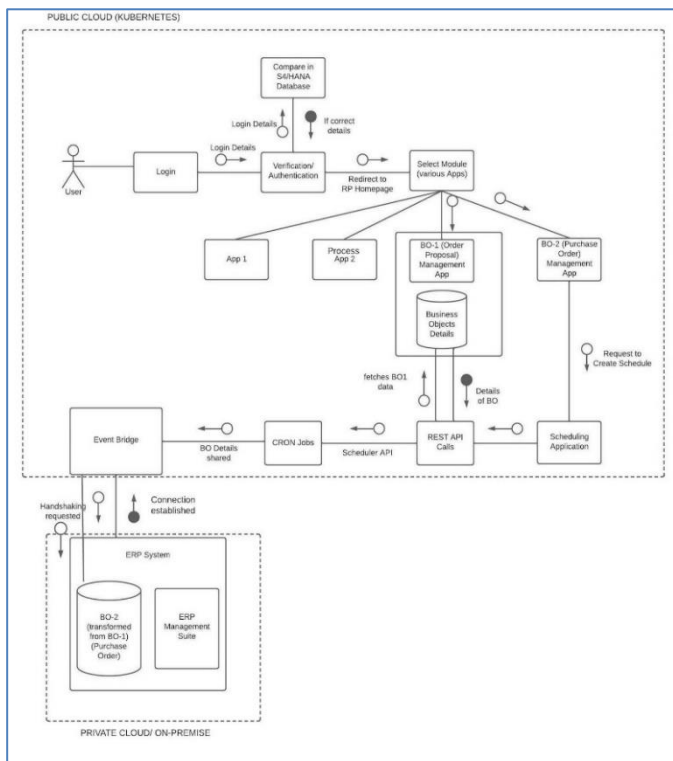 PUBLIC CLOUD (KUBERNETES)
Compare in
S4/HANA
Database
Login Details
If correct
details
Login Details
User
Login
Verification/
Authentication
Redirect to
RP Homepage
Select Module
(various Apps)
App 1
Process
App 2
BO-1 (Order
Proposal)
Management
App
BO-2 (Purchase
Order)
Management
App
Business
Objects
Details
Request to
Create Schedule
fetches BO1
data
Details
of BO
Event Bridge
BO Details
shared
CRON Jobs
Scheduler API
REST API
Calls
Scheduling
Application
Handshaking
requested
Connection
established
ERP System
BO-2
(transformed
from BO-1)
(Purchase
Order)
ERP
Management
Suite
PRIVATE CLOUD/ ON-PREMISE